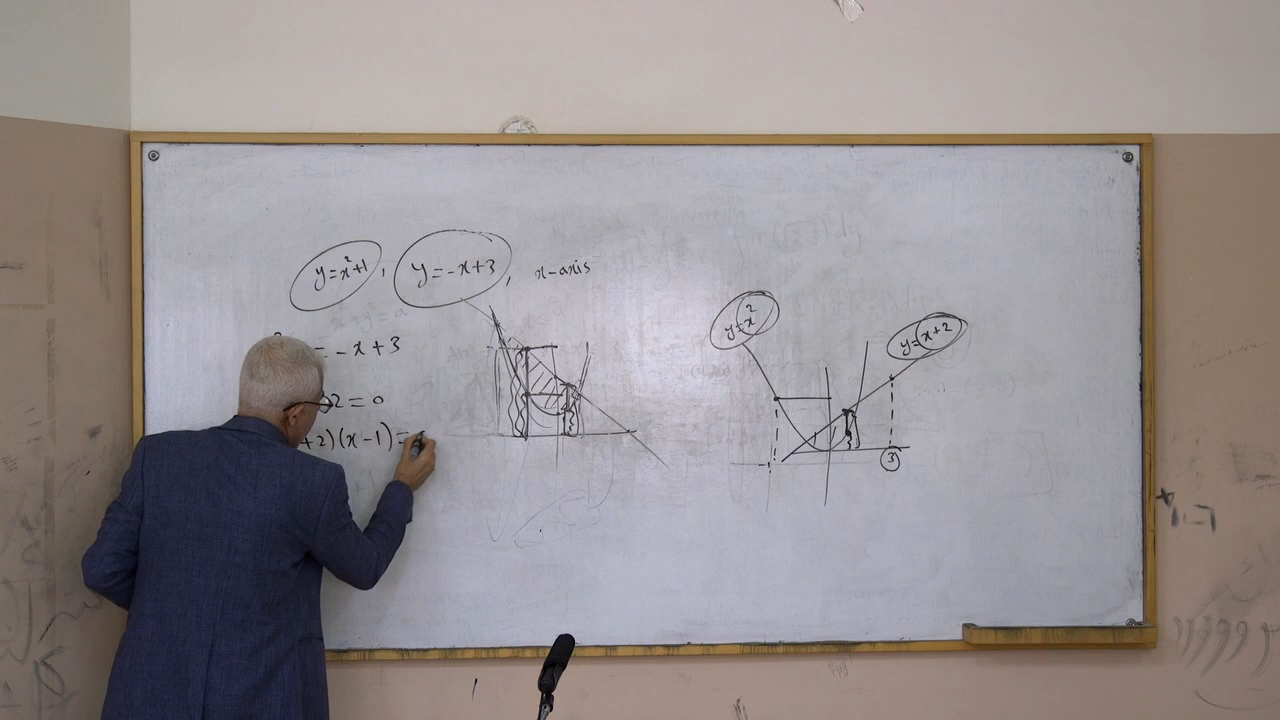 y=x²+1, y=-x+3, x-axis
= -x+3
2=0
+2)(x-1)=
y=x²
y=x+2
3